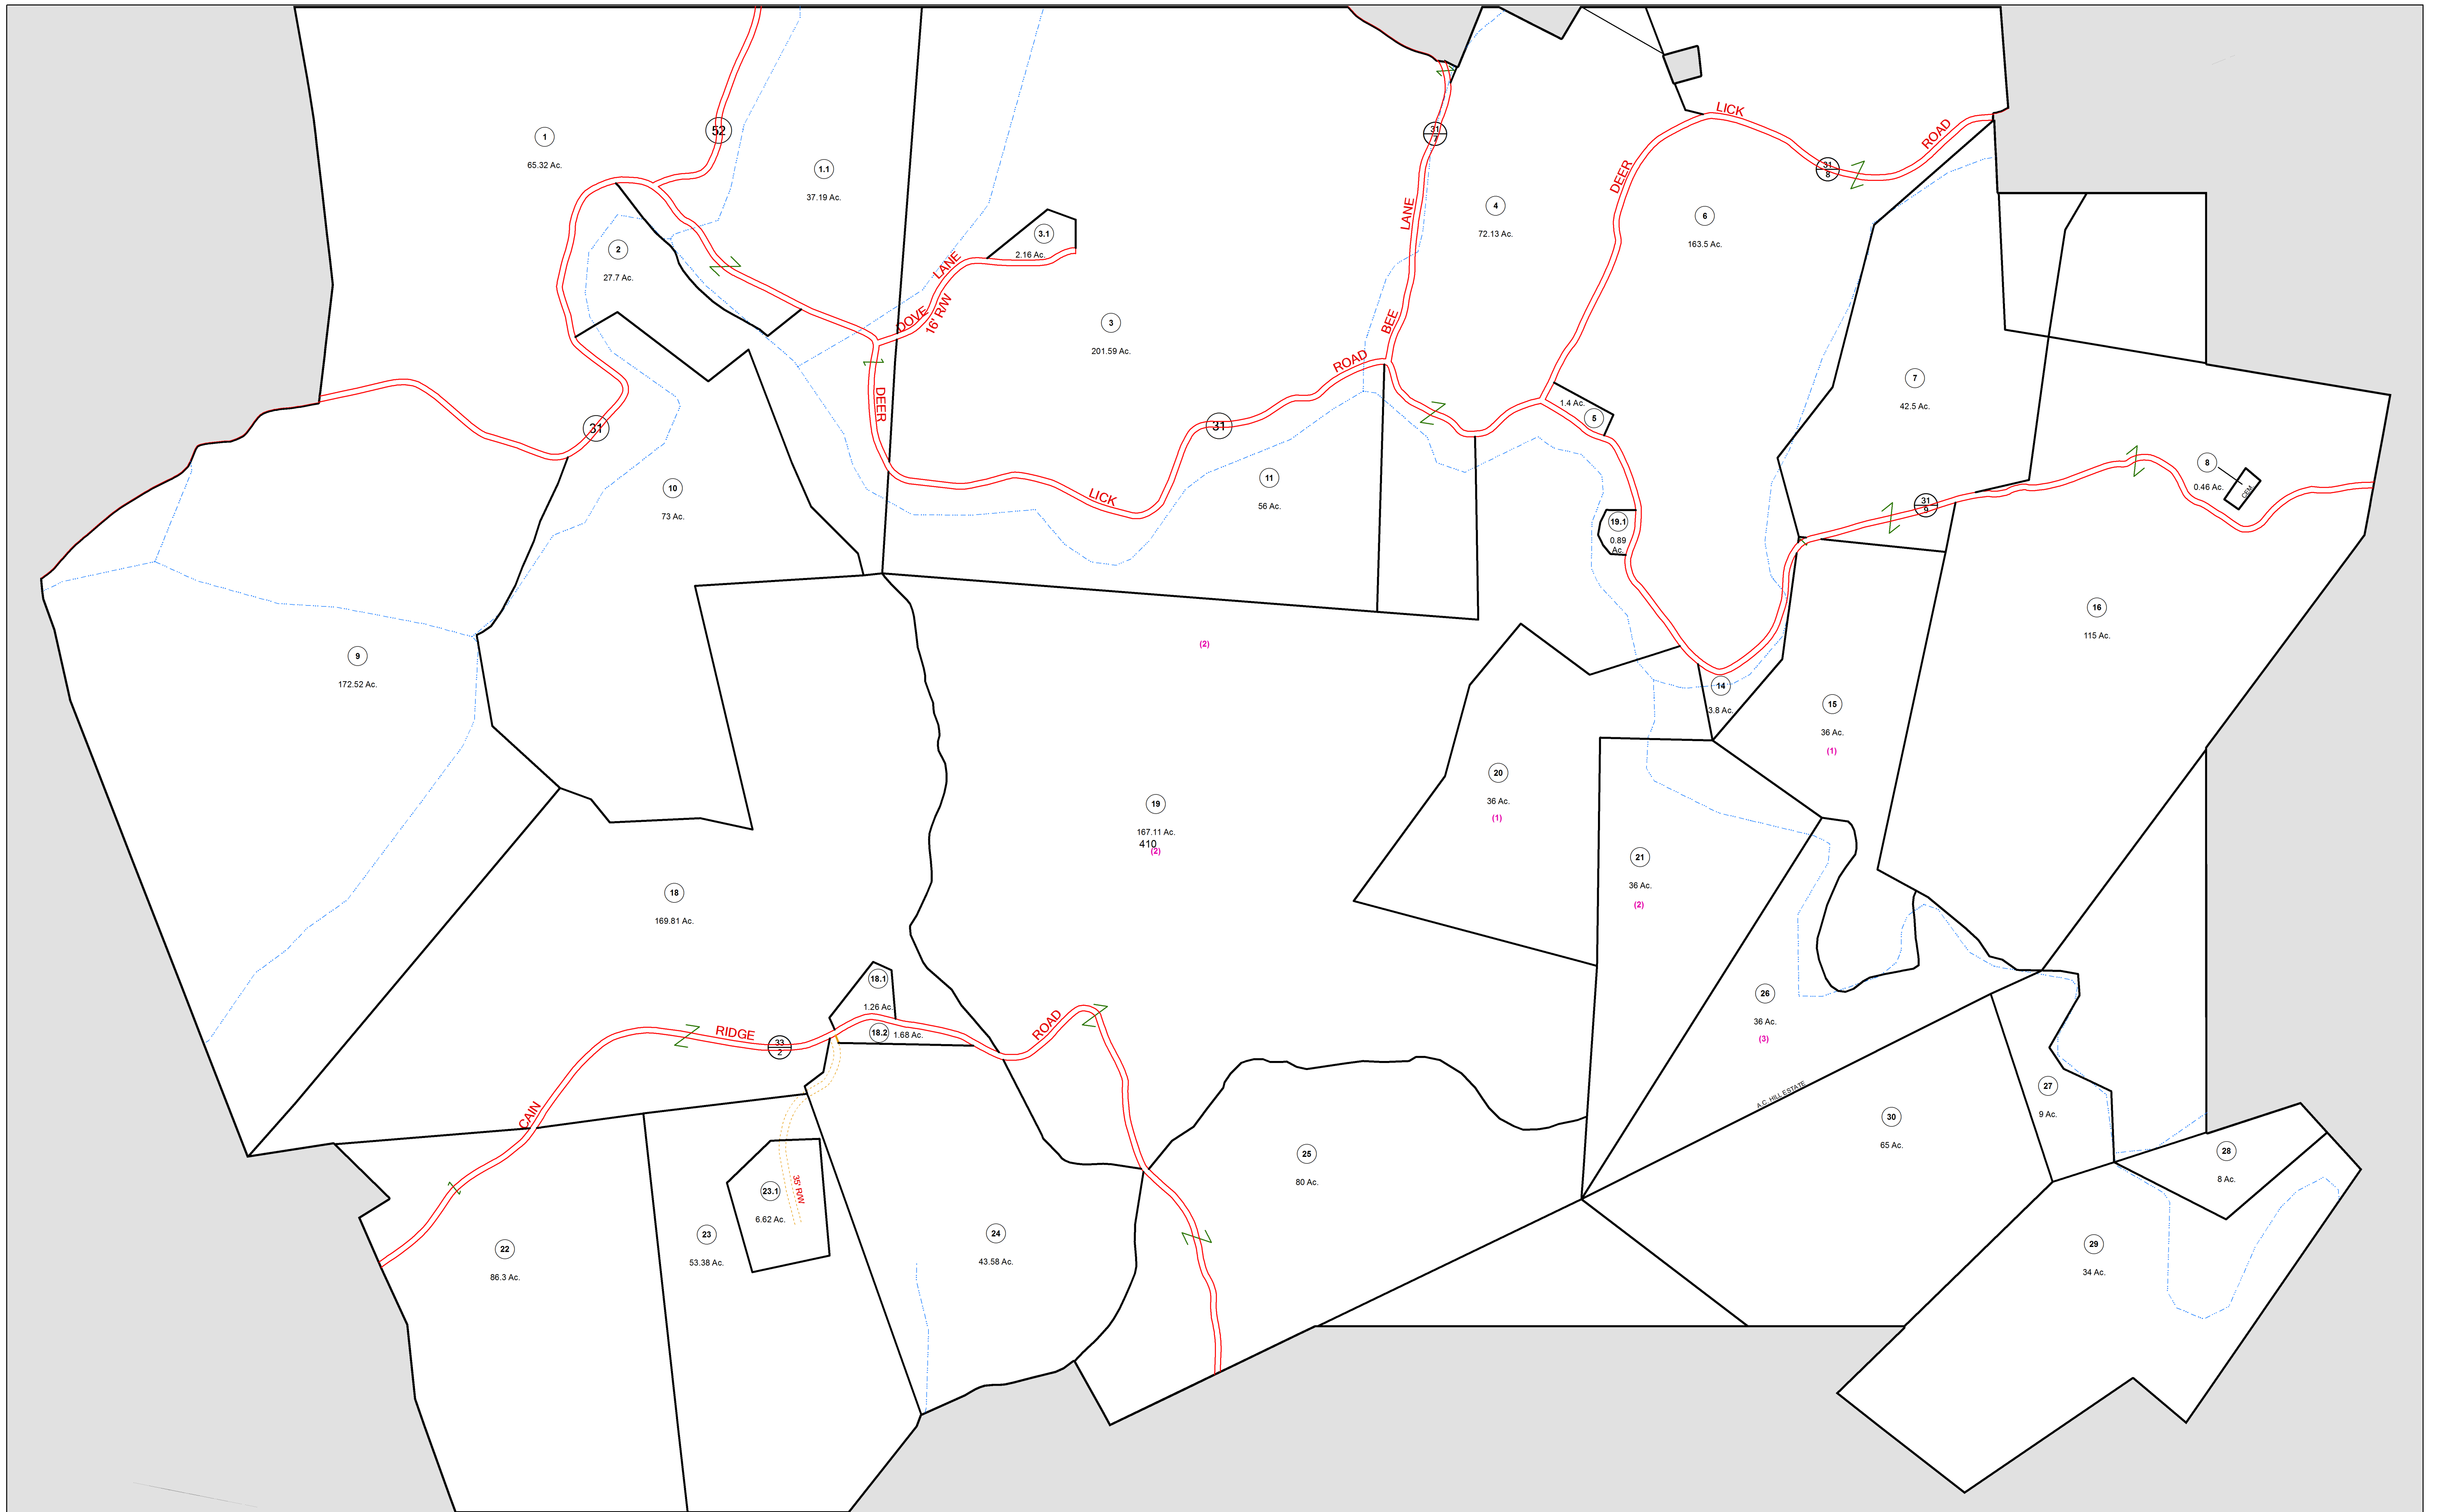 52
1
65.32 Ac.
1.1
37.19 Ac.
2
27.7 Ac.
3.1
2.16 Ac.
DOVE LANE
16' R/W
3
201.59 Ac.
31
7
BEE LANE
4
72.13 Ac.
DEER LICK ROAD
31
8
6
163.5 Ac.
7
42.5 Ac.
1.4 Ac.
5
8
0.46 Ac.
CEM
31
9
31
DEER LICK ROAD
31
10
73 Ac.
11
56 Ac.
19.1
0.89
Ac.
9
172.52 Ac.
(2)
14
3.8 Ac.
15
36 Ac.
(1)
16
115 Ac.
20
36 Ac.
(1)
19
167.11 Ac.
410
(2)
21
36 Ac.
(2)
18
169.81 Ac.
18.1
1.26 Ac.
18.2
1.68 Ac.
CAIN RIDGE ROAD
33
2
26
36 Ac.
(3)
A.C. HILL ESTATE
27
9 Ac.
30
65 Ac.
28
8 Ac.
25
80 Ac.
23.1
6.62 Ac.
35' R/W
23
53.38 Ac.
24
43.58 Ac.
22
86.3 Ac.
29
34 Ac.